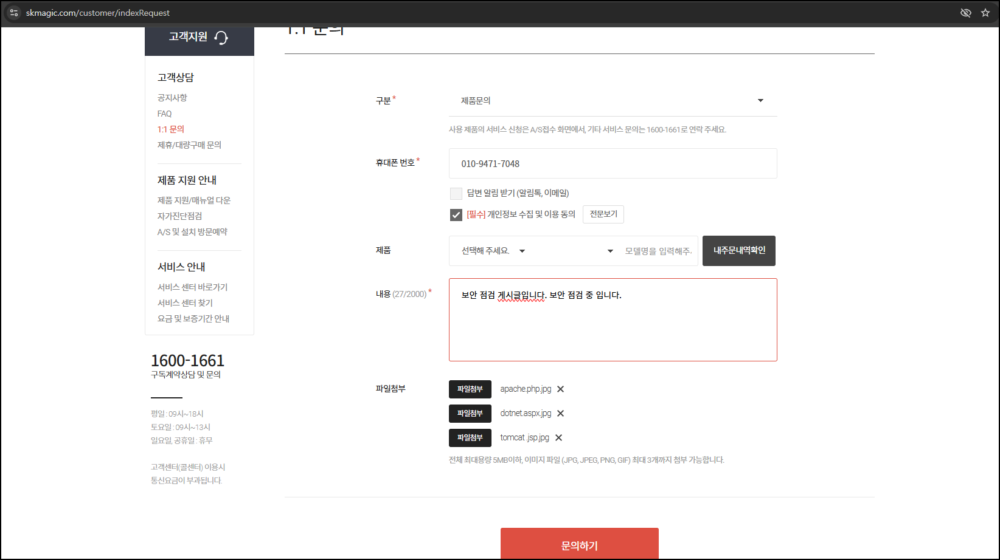 skmagic.com/customer/indexRequest
고객지원
1:1 문의
고객상담
공지사항
FAQ
1:1 문의
제휴/대량구매 문의
제품 지원 안내
제품 지원/매뉴얼 다운
자가진단점검
A/S 및 설치 방문예약
서비스 안내
서비스 센터 바로가기
서비스 센터 찾기
요금 및 보증기간 안내
1600-1661
구독계약상담 및 문의
평일 : 09시~18시
토요일 : 09시~13시
일요일, 공휴일 : 휴무
고객센터(콜센터) 이용시
통신요금이 부과됩니다.
구분*
제품문의
사용 제품의 서비스 신청은 A/S접수 화면에서, 기타 서비스 문의는 1600-1661로 연락 주세요.
휴대폰 번호*
010-9471-7048
답변 알림 받기 (알림톡, 이메일)
[필수] 개인정보 수집 및 이용 동의 전문보기
제품
선택해 주세요. 모델명을 입력해주. 내주문내역확인
내용 (27/2000)*
보안 점검 게시글입니다. 보안 점검 중 입니다.
파일첨부
파일첨부 apache.php.jpg
파일첨부 dotnet.aspx.jpg
파일첨부 tomcat .jsp.jpg
전체 최대용량 5MB이하, 이미지 파일 (JPG, JPEG, PNG, GIF) 최대 3개까지 첨부 가능합니다.
문의하기